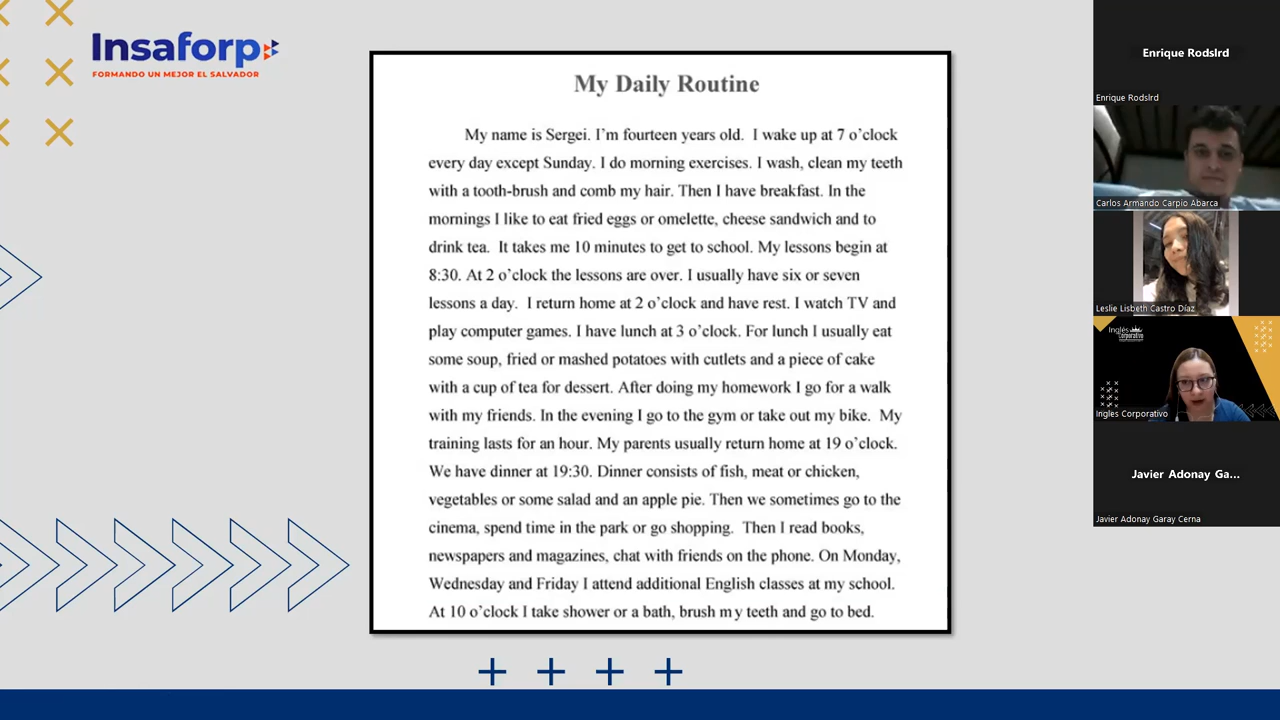 Insaforp
FORMANDO UN MEJOR EL SALVADOR
My Daily Routine
My name is Sergei. I'm fourteen years old. I wake up at 7 o'clock
every day except Sunday. I do morning exercises. I wash, clean my teeth
with a tooth-brush and comb my hair. Then I have breakfast. In the
mornings I like to eat fried eggs or omelette, cheese sandwich and to
drink tea. It takes me 10 minutes to get to school. My lessons begin at
8:30. At 2 o'clock the lessons are over. I usually have six or seven
lessons a day. I return home at 2 o'clock and have rest. I watch TV and
play computer games. I have lunch at 3 o'clock. For lunch I usually eat
some soup, fried or mashed potatoes with cutlets and a piece of cake
with a cup of tea for dessert. After doing my homework I go for a walk
with my friends. In the evening I go to the gym or take out my bike. My
training lasts for an hour. My parents usually return home at 19 o'clock.
We have dinner at 19:30. Dinner consists of fish, meat or chicken,
vegetables or some salad and an apple pie. Then we sometimes go to the
cinema, spend time in the park or go shopping. Then I read books,
newspapers and magazines, chat with friends on the phone. On Monday,
Wednesday and Friday I attend additional English classes at my school.
At 10 o'clock I take shower or a bath, brush my teeth and go to bed.
Enrique Rodslrd
Enrique Rodslrd
Carlos Armando Carpio Abarca
Leslie Lisbeth Castro Díaz
Inglés
Corporativo
Ingles Corporativo
Javier Adonay Ga...
Javier Adonay Garay Cerna